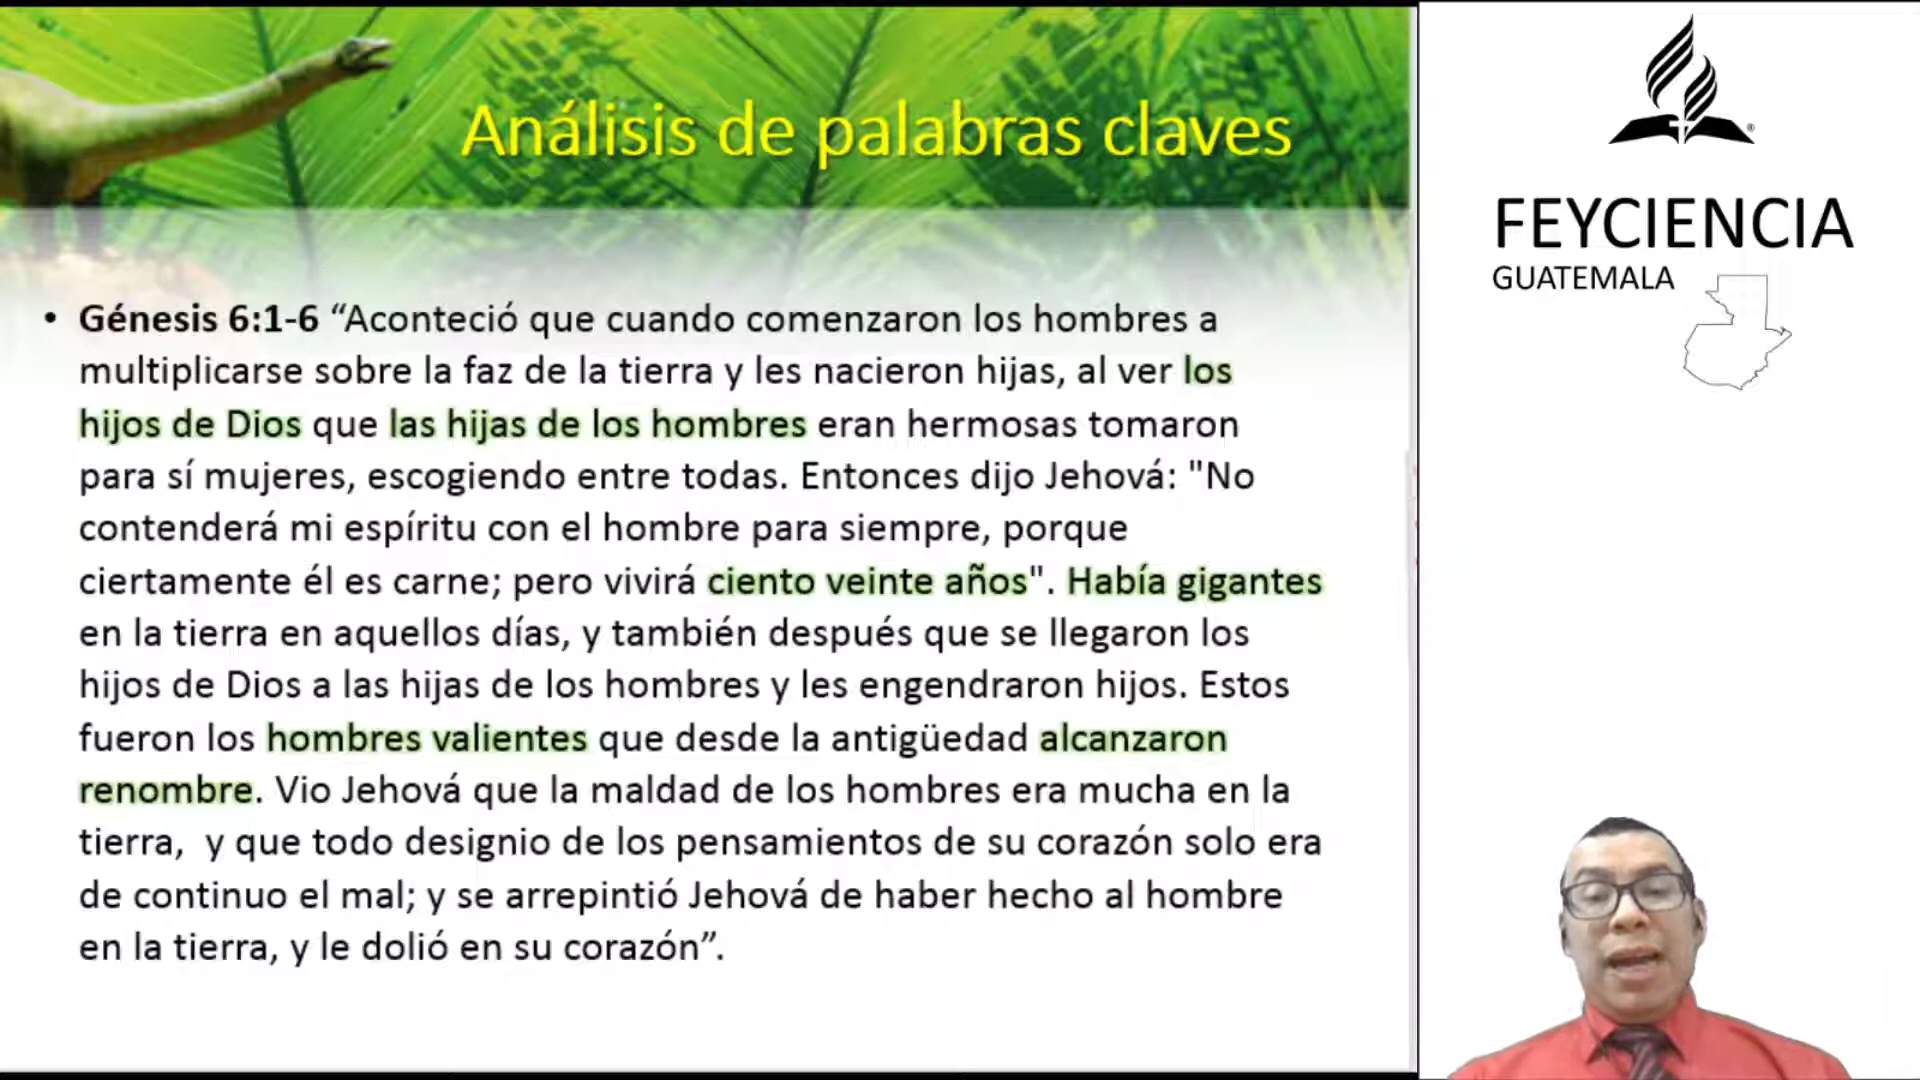 Análisis de palabras claves
• Génesis 6:1-6 “Aconteció que cuando comenzaron los hombres a
multiplicarse sobre la faz de la tierra y les nacieron hijas, al ver los
hijos de Dios que las hijas de los hombres eran hermosas tomaron
para sí mujeres, escogiendo entre todas. Entonces dijo Jehová: "No
contenderá mi espíritu con el hombre para siempre, porque
ciertamente él es carne; pero vivirá ciento veinte años". Había gigantes
en la tierra en aquellos días, y también después que se llegaron los
hijos de Dios a las hijas de los hombres y les engendraron hijos. Estos
fueron los hombres valientes que desde la antigüedad alcanzaron
renombre. Vio Jehová que la maldad de los hombres era mucha en la
tierra, y que todo designio de los pensamientos de su corazón solo era
de continuo el mal; y se arrepintió Jehová de haber hecho al hombre
en la tierra, y le dolió en su corazón”.
®
FEYCIENCIA
GUATEMALA